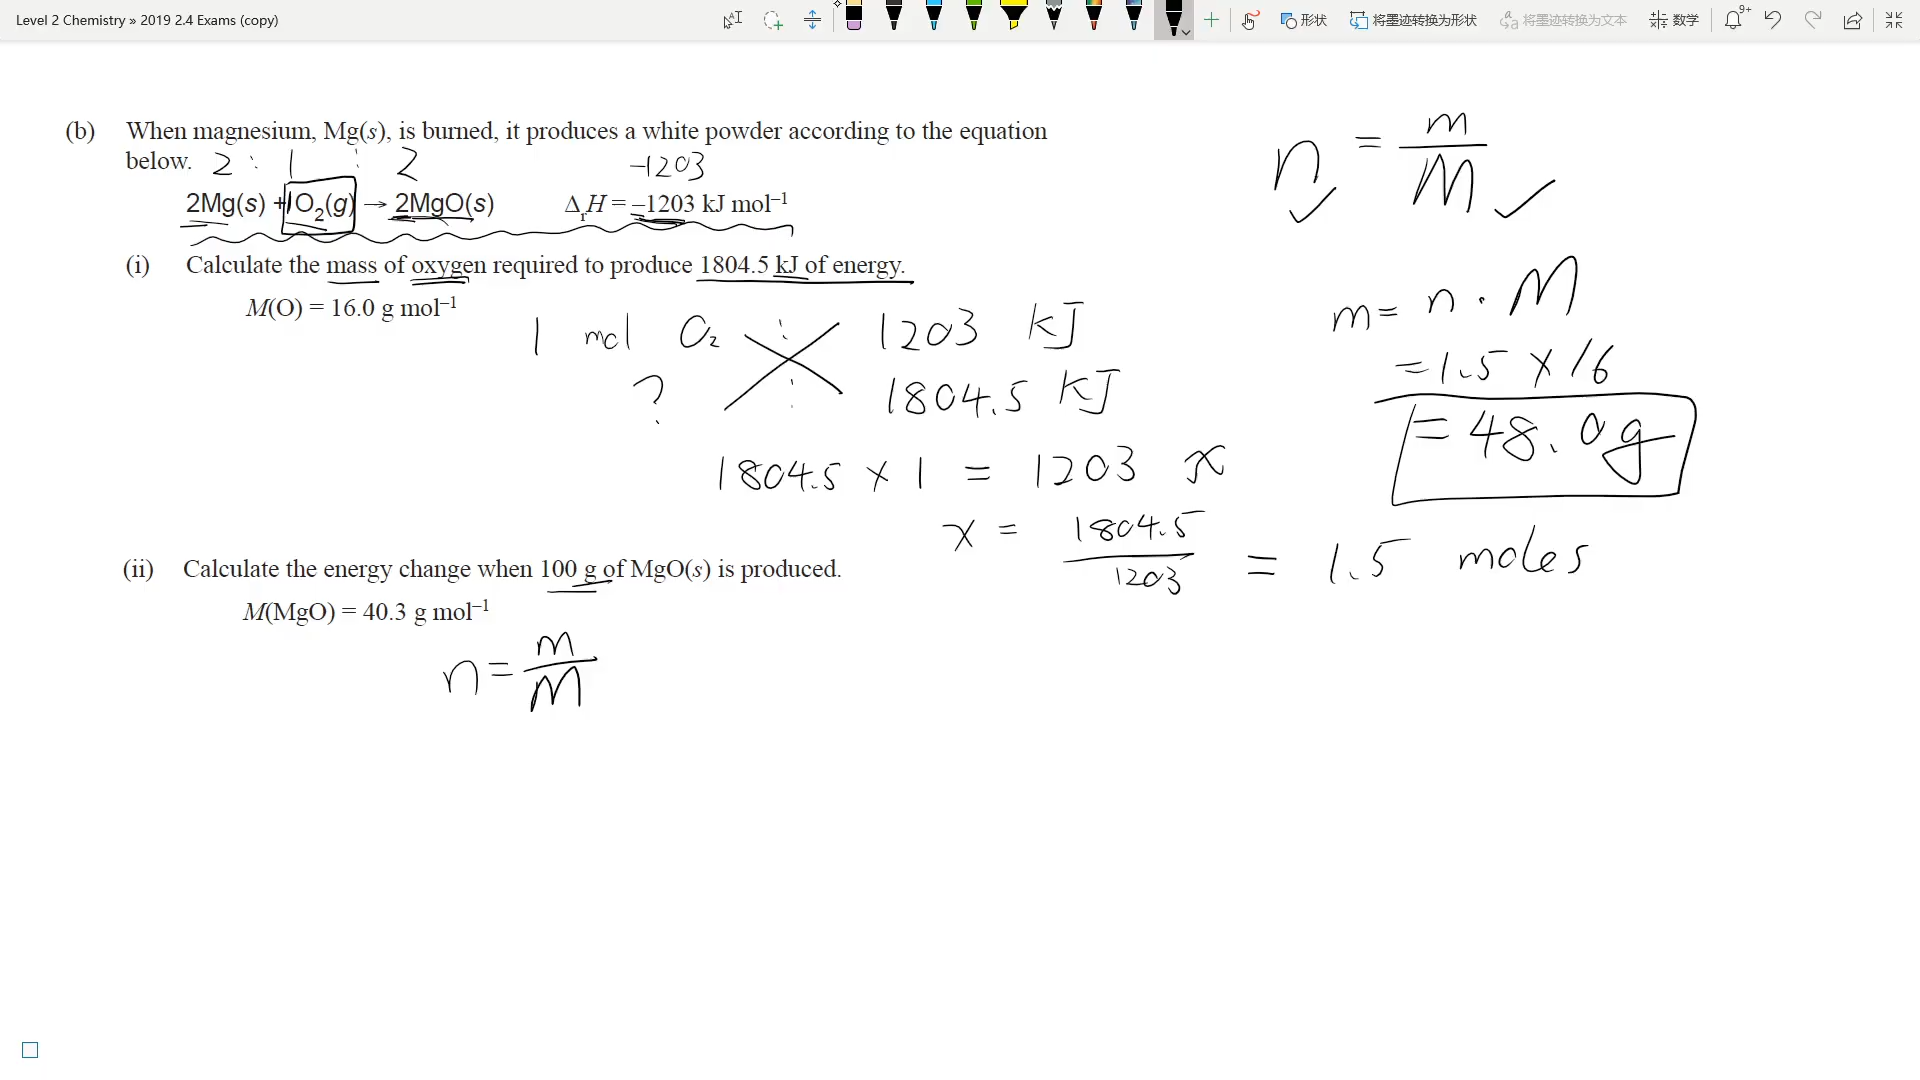 Level 2 Chemistry » 2019 2.4 Exams (copy)
形状
将墨迹转换为形状
将墨迹转换为文本
数学
9+
(b) When magnesium, Mg(s), is burned, it produces a white powder according to the equation
below. 2 : 1 : 2 -1203
2Mg(s) + 1O₂(g) → 2MgO(s) ΔᵣH = –1203 kJ mol⁻¹
n = m/M
(i) Calculate the mass of oxygen required to produce 1804.5 kJ of energy.
M(O) = 16.0 g mol⁻¹
1 mol O₂ : 1203 kJ
? : 1804.5 kJ
1804.5 × 1 = 1203 x
x = 1804.5/1203 = 1.5 moles
m = n · M
= 1.5 × 16
= 48.0g
(ii) Calculate the energy change when 100 g of MgO(s) is produced.
M(MgO) = 40.3 g mol⁻¹
n = m/M